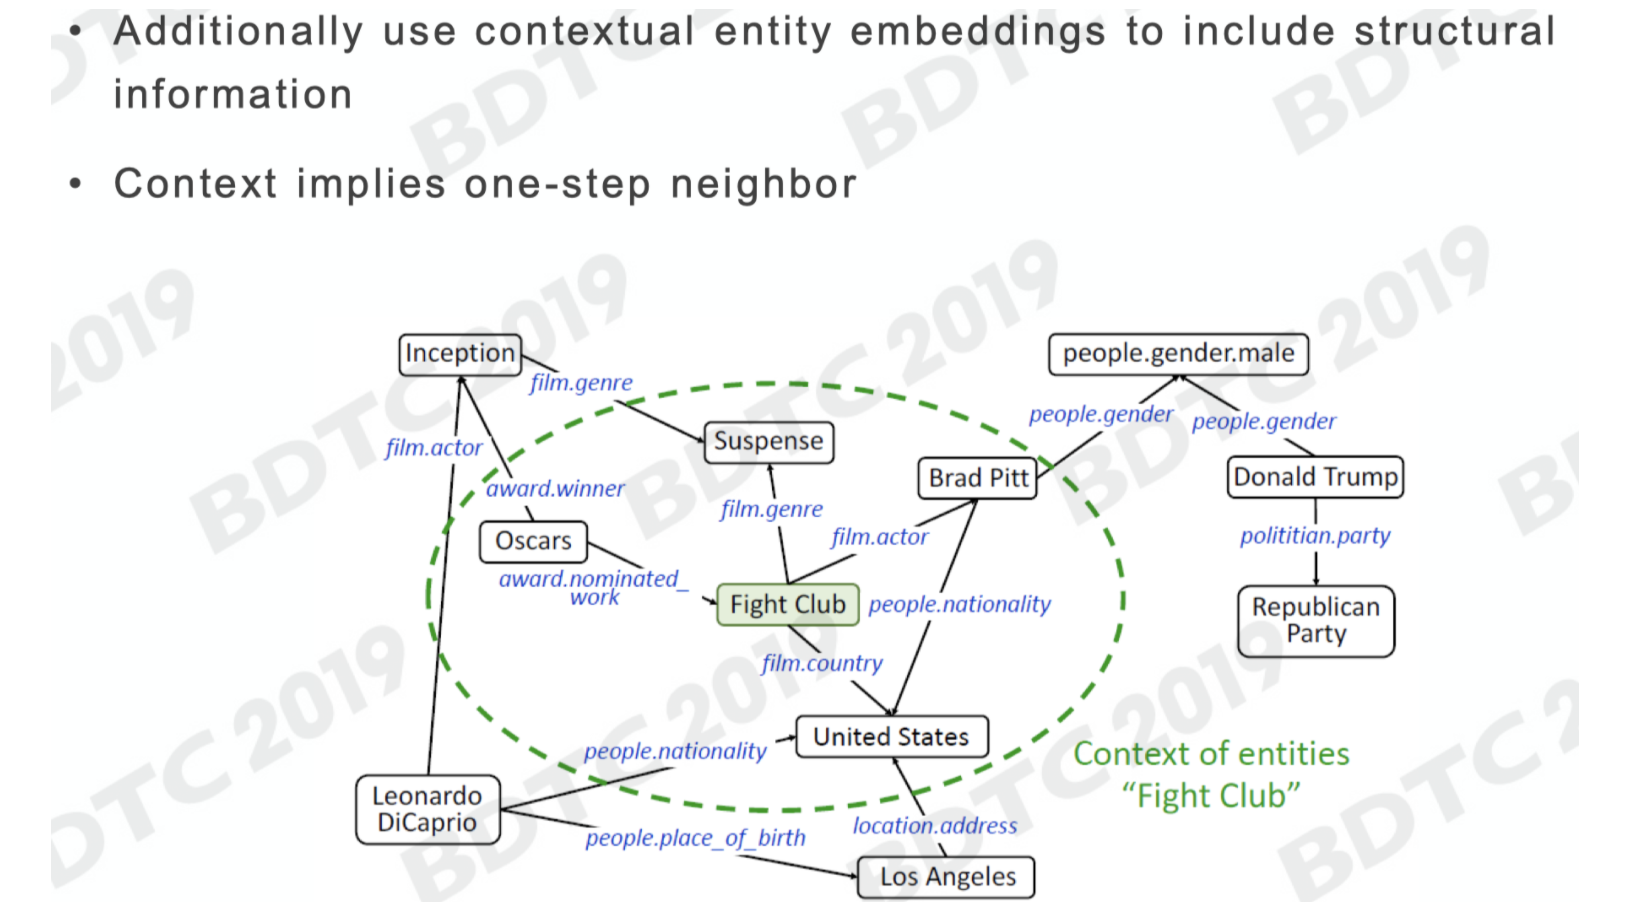 • Additionally use contextual entity embeddings to include structural
information
• Context implies one-step neighbor
BDTC 2019
Inception
film.genre
people.gender.male
people.gender
people.gender
film.actor
Suspense
Brad Pitt
Donald Trump
award.winner
film.genre
film.actor
Oscars
polititian.party
award.nominated_
work
Fight Club
people.nationality
Republican
Party
film.country
United States
people.nationality
Context of entities
“Fight Club”
Leonardo
DiCaprio
people.place_of_birth
location.address
Los Angeles